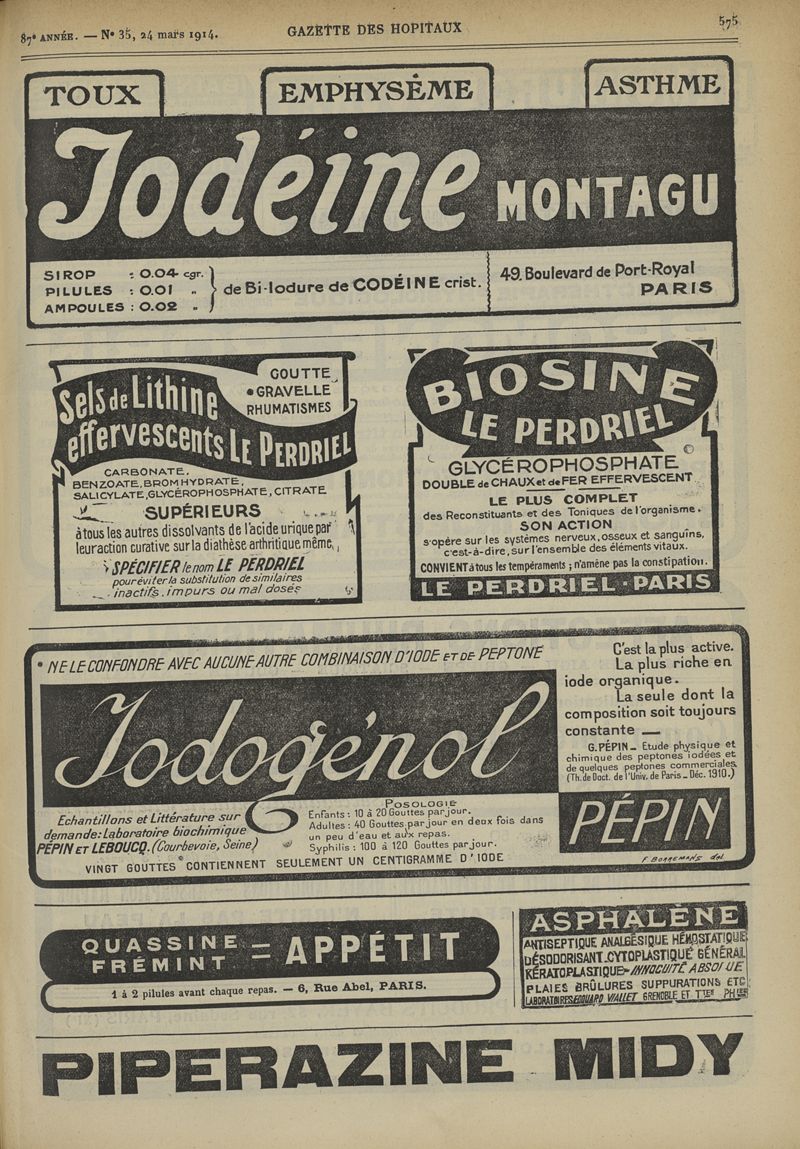 87e ANNÉE. — No 35, 24 mars 1914.
GAZETTE DES HOPITAUX
575
TOUX
EMPHYSÈME
ASTHME
Jodéine MONTAGU
SIROP : 0.04 cgr.
PILULES : 0.01 "
AMPOULES : 0.02 "
de Bi-Iodure de CODÉINE crist.
49, Boulevard de Port-Royal
PARIS
Sels de Lithine
effervescents LE PERDRIEL
GOUTTE
GRAVELLE
RHUMATISMES
CARBONATE,
BENZOATE, BROMHYDRATE,
SALICYLATE, GLYCÉROPHOSPHATE, CITRATE
SUPÉRIEURS
à tous les autres dissolvants de l'acide urique par
leur action curative sur la diathèse arthritique même,
SPÉCIFIER le nom LE PERDRIEL
pour éviter la substitution de similaires
inactifs, impurs ou mal dosés
BIOSINE
LE PERDRIEL
GLYCÉROPHOSPHATE
DOUBLE de CHAUX et de FER EFFERVESCENT
LE PLUS COMPLET
des Reconstituants et des Toniques de l'organisme.
SON ACTION
s'opère sur les systèmes nerveux, osseux et sanguins,
c'est-à-dire, sur l'ensemble des éléments vitaux.
CONVIENT à tous les tempéraments ; n'amène pas la constipation.
LE PERDRIEL - PARIS
• NE LE CONFONDRE AVEC AUCUNE AUTRE COMBINAISON D'IODE ET DE PEPTONE
Jodogénol
C'est la plus active.
La plus riche en
iode organique.
La seule dont la
composition soit toujours
constante —
G. PÉPIN — Etude physique et
chimique des peptones iodées et
de quelques peptones commerciales
(Th. de Doct. de l'Univ. de Paris — Déc. 1910.)
PÉPIN
Echantillons et Littérature sur
demande: Laboratoire biochimique
PÉPIN ET LEBOUCQ. (Courbevoie, Seine)
POSOLOGIE
Enfants : 10 à 20 Gouttes par jour.
Adultes : 40 Gouttes par jour en deux fois dans
un peu d'eau et aux repas.
Syphilis : 100 à 120 Gouttes par jour.
VINGT GOUTTES CONTIENNENT SEULEMENT UN CENTIGRAMME D'IODE
QUASSINE
FRÉMINT
= APPÉTIT
1 à 2 pilules avant chaque repas. — 6, Rue Abel, PARIS.
ASPHALÈNE
ANTISEPTIQUE ANALGÉSIQUE HÉMOSTATIQUE
DÉSODORISANT. CYTOPLASTIQUE GÉNÉRAL
KÉRATOPLASTIQUE - INNOCUITÉ ABSOLUE
PLAIES BRÛLURES SUPPURATIONS ETC
LABORATOIRES EDOUARD VIALLET GRENOBLE ET TTES PHIES
PIPERAZINE MIDY